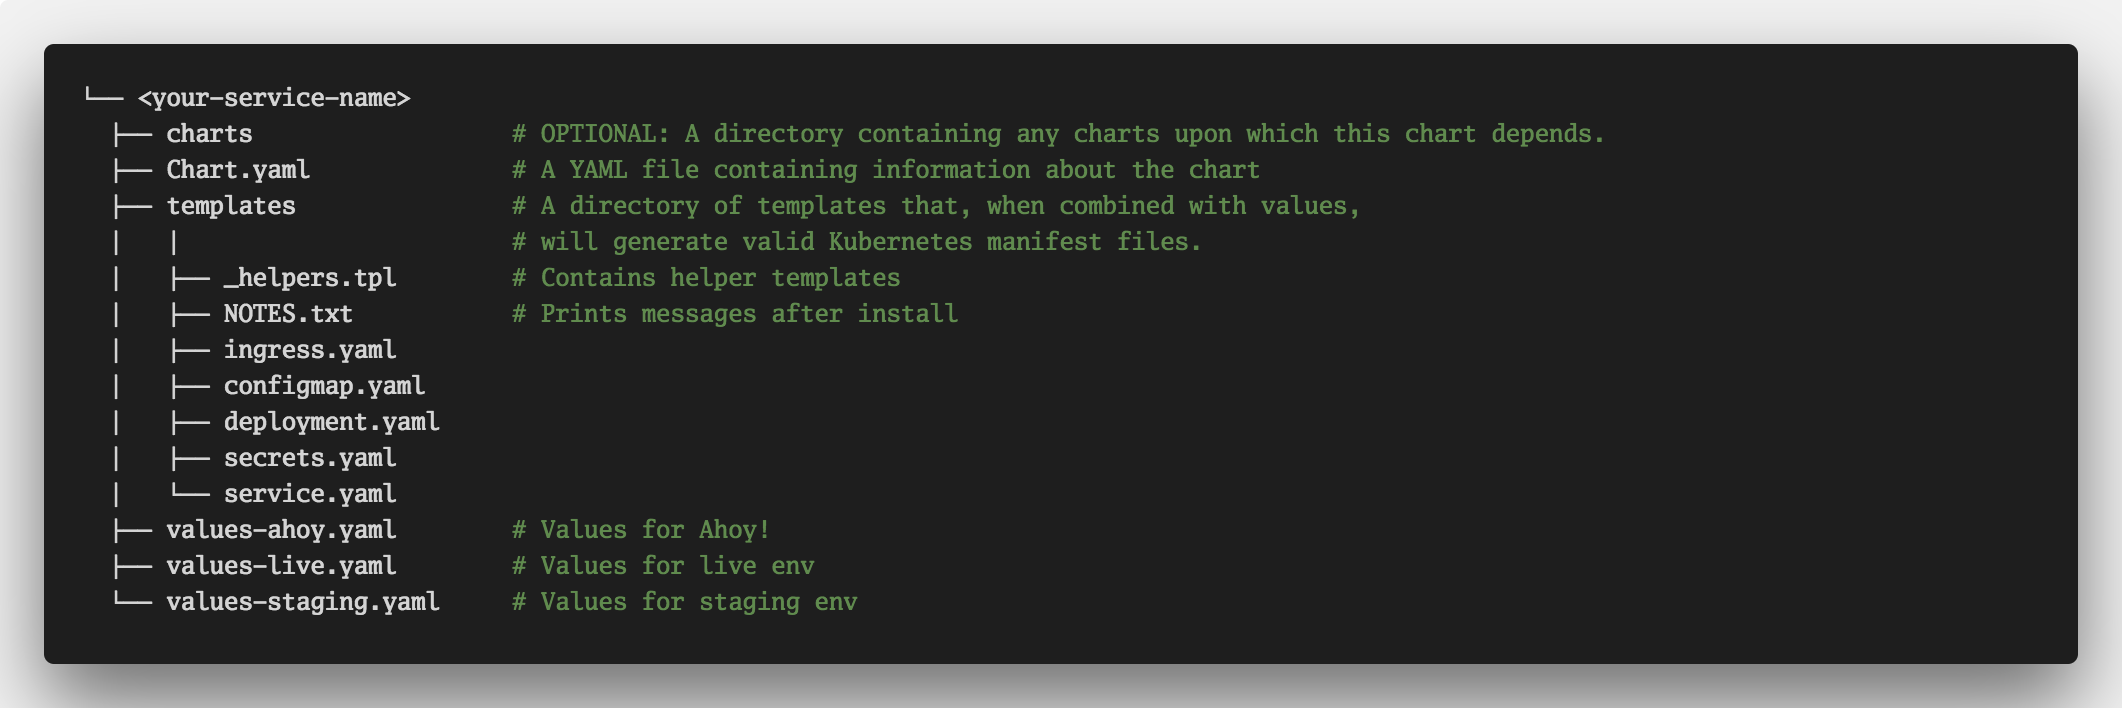 └── <your-service-name>
  ├── charts                  # OPTIONAL: A directory containing any charts upon which this chart depends.
  ├── Chart.yaml              # A YAML file containing information about the chart
  ├── templates               # A directory of templates that, when combined with values,
  |   |                       # will generate valid Kubernetes manifest files.
  |   ├── _helpers.tpl        # Contains helper templates
  |   ├── NOTES.txt           # Prints messages after install
  |   ├── ingress.yaml
  |   ├── configmap.yaml
  |   ├── deployment.yaml
  |   ├── secrets.yaml
  |   └── service.yaml
  ├── values-ahoy.yaml        # Values for Ahoy!
  ├── values-live.yaml        # Values for live env
  └── values-staging.yaml     # Values for staging env